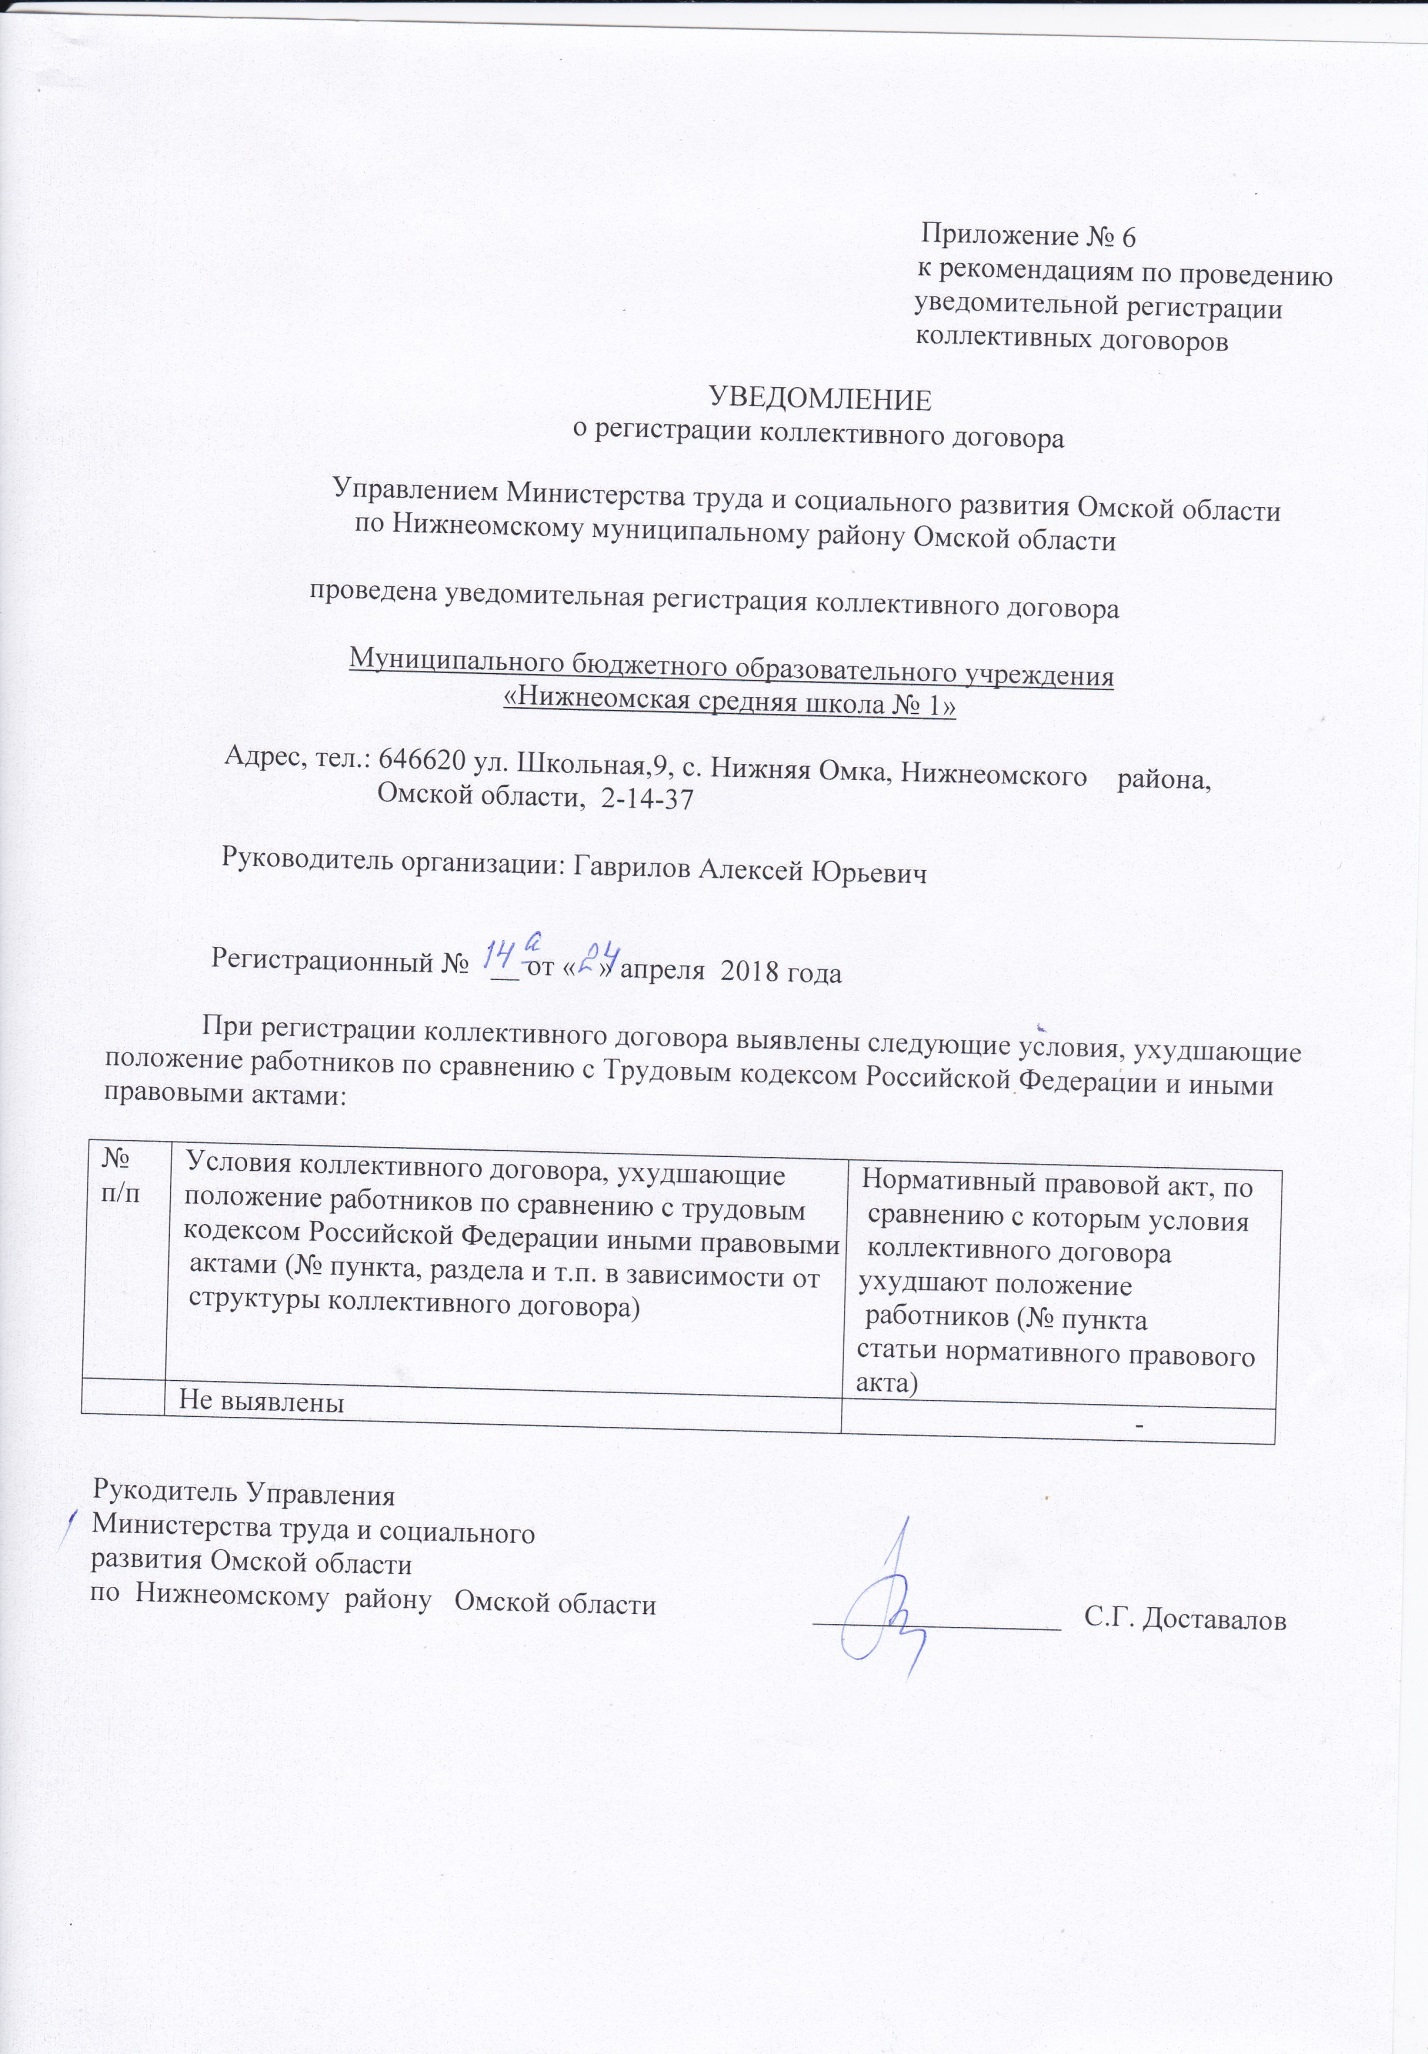 Приложение № 6
к рекомендациям по проведению
уведомительной регистрации
коллективных договоров
УВЕДОМЛЕНИЕ
о регистрации коллективного договора
Управлением Министерства труда и социального развития Омской области
по Нижнеомскому муниципальному району Омской области
проведена уведомительная регистрация коллективного договора
Муниципального бюджетного образовательного учреждения
«Нижнеомская средняя школа № 1»
Адрес, тел.: 646620 ул. Школьная,9, с. Нижняя Омка, Нижнеомского района,
Омской области, 2-14-37
Руководитель организации: Гаврилов Алексей Юрьевич
Регистрационный № 14а от «24» апреля 2018 года
При регистрации коллективного договора выявлены следующие условия, ухудшающие
положение работников по сравнению с Трудовым кодексом Российской Федерации и иными
правовыми актами:
№
п/п
Условия коллективного договора, ухудшающие
положение работников по сравнению с трудовым
кодексом Российской Федерации иными правовыми
актами (№ пункта, раздела и т.п. в зависимости от
структуры коллективного договора)
Нормативный правовой акт, по
сравнению с которым условия
коллективного договора
ухудшают положение
работников (№ пункта
статьи нормативного правового
акта)
Не выявлены
-
Рукодитель Управления
Министерства труда и социального
развития Омской области
по Нижнеомскому району Омской области
С.Г. Доставалов